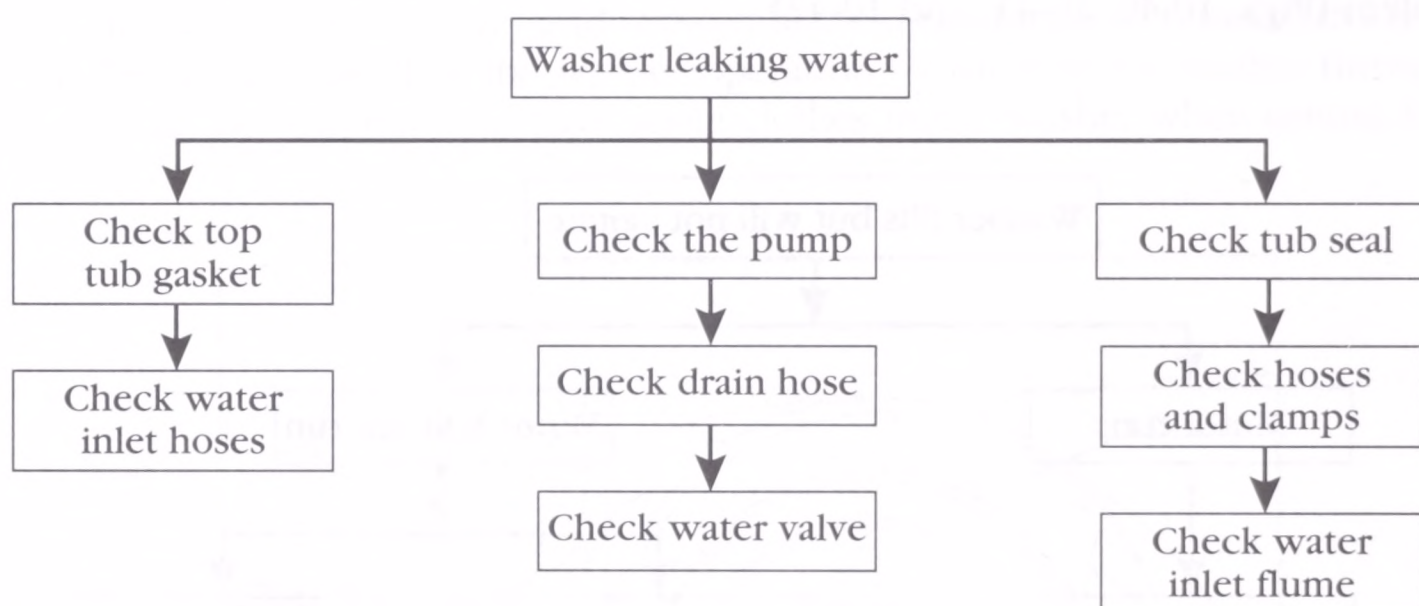 Washer leaking water
Check top
tub gasket
Check the pump
Check tub seal
Check water
inlet hoses
Check drain hose
Check hoses
and clamps
Check water valve
Check water
inlet flume